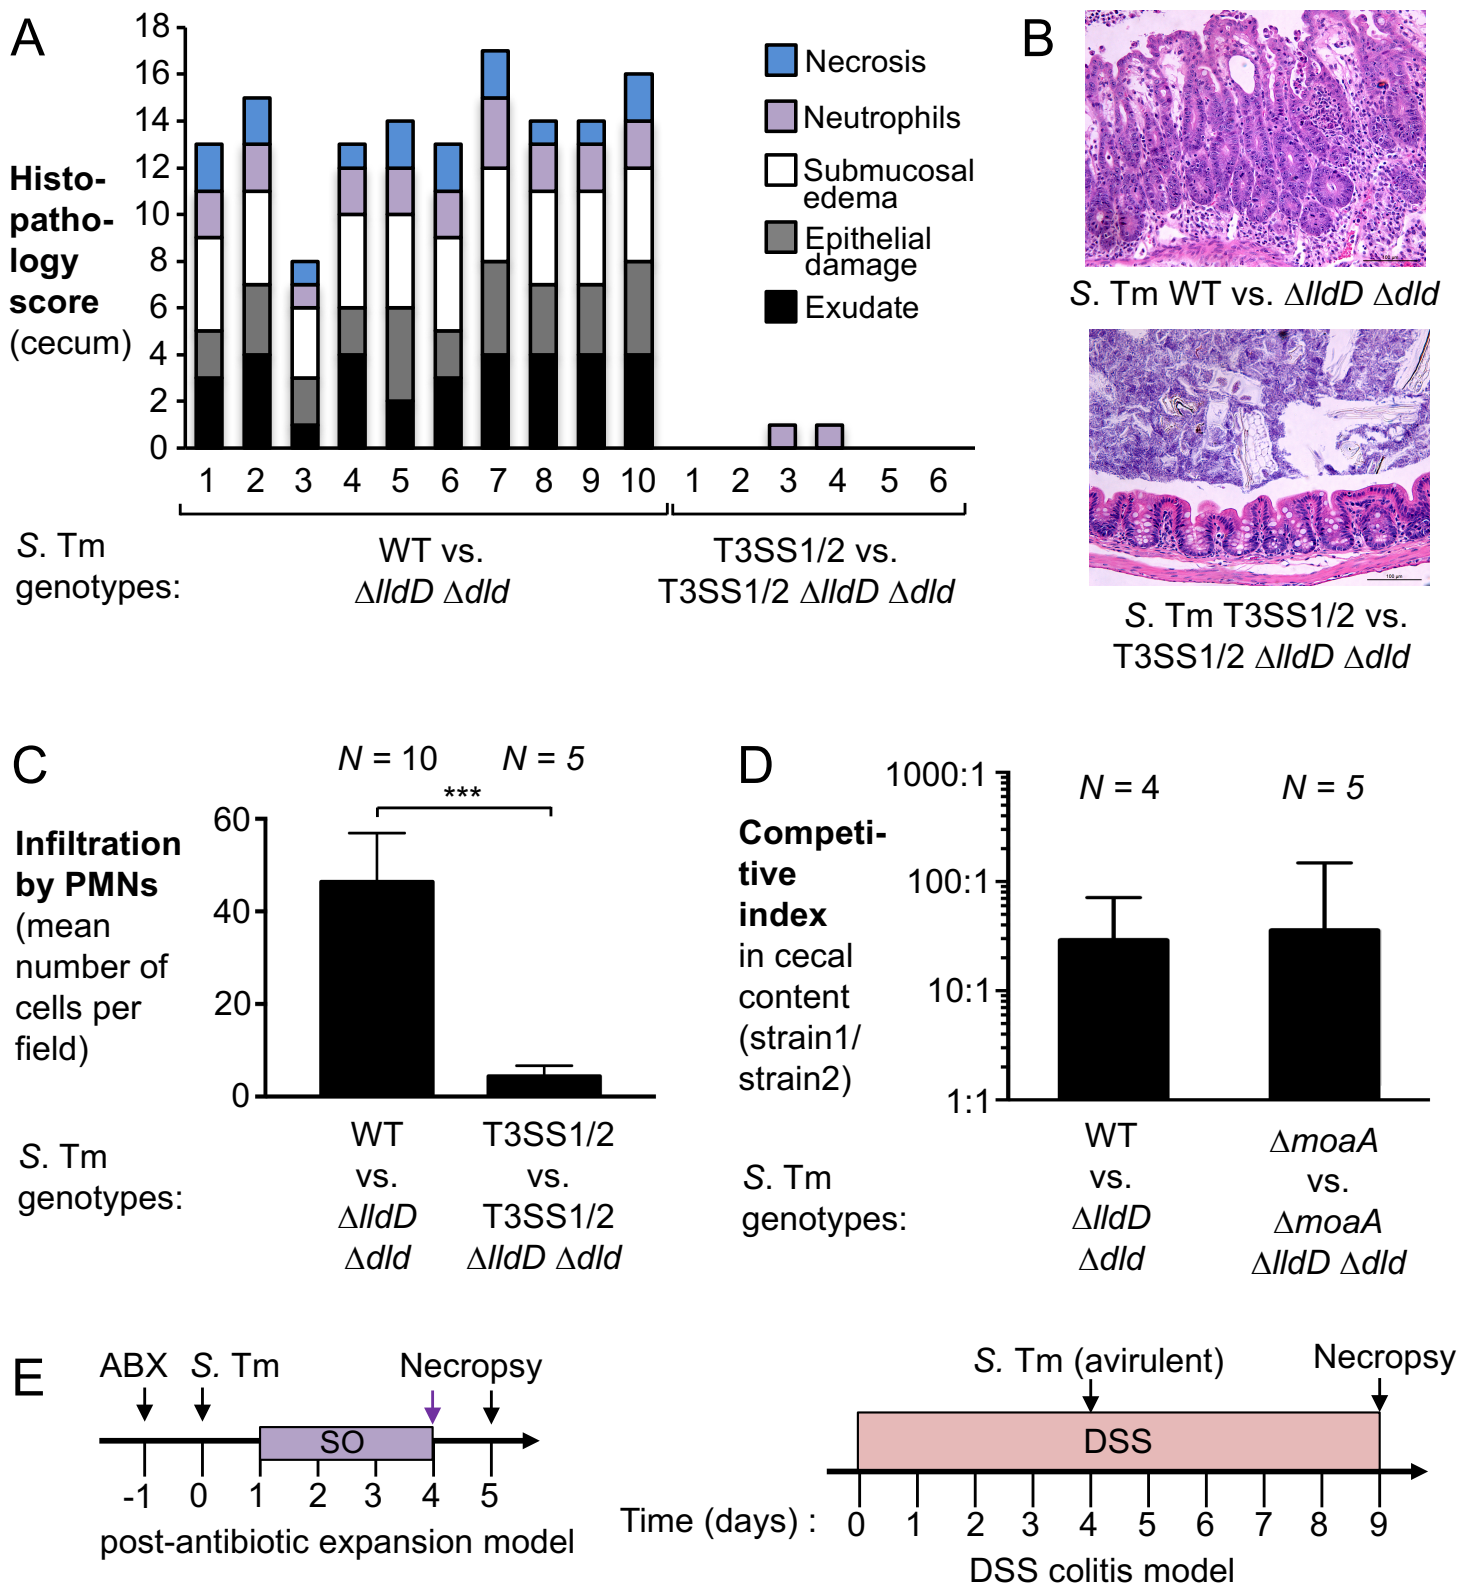 A
18
16
14
12
10
8
6
4
2
0
Histo-
patho-
logy
score
(cecum)
Necrosis
Neutrophils
Submucosal
edema
Epithelial
damage
Exudate
1 2 3 4 5 6 7 8 9 10 1 2 3 4 5 6
S. Tm
genotypes:
WT vs.
ΔlldD Δdld
T3SS1/2 vs.
T3SS1/2 ΔlldD Δdld
B
100 µm
S. Tm WT vs. ΔlldD Δdld
100 µm
S. Tm T3SS1/2 vs.
T3SS1/2 ΔlldD Δdld
C
N = 10 N = 5
***
Infiltration
by PMNs
(mean
number of
cells per
field)
60
40
20
0
S. Tm
genotypes:
WT
vs.
ΔlldD
Δdld
T3SS1/2
vs.
T3SS1/2
ΔlldD Δdld
D
N = 4 N = 5
Competi-
tive
index
in cecal
content
(strain1/
strain2)
1000:1
100:1
10:1
1:1
S. Tm
genotypes:
WT
vs.
ΔlldD
Δdld
ΔmoaA
vs.
ΔmoaA
ΔlldD Δdld
E
ABX S. Tm Necropsy
SO
-1 0 1 2 3 4 5
post-antibiotic expansion model
S. Tm (avirulent) Necropsy
DSS
Time (days) : 0 1 2 3 4 5 6 7 8 9
DSS colitis model